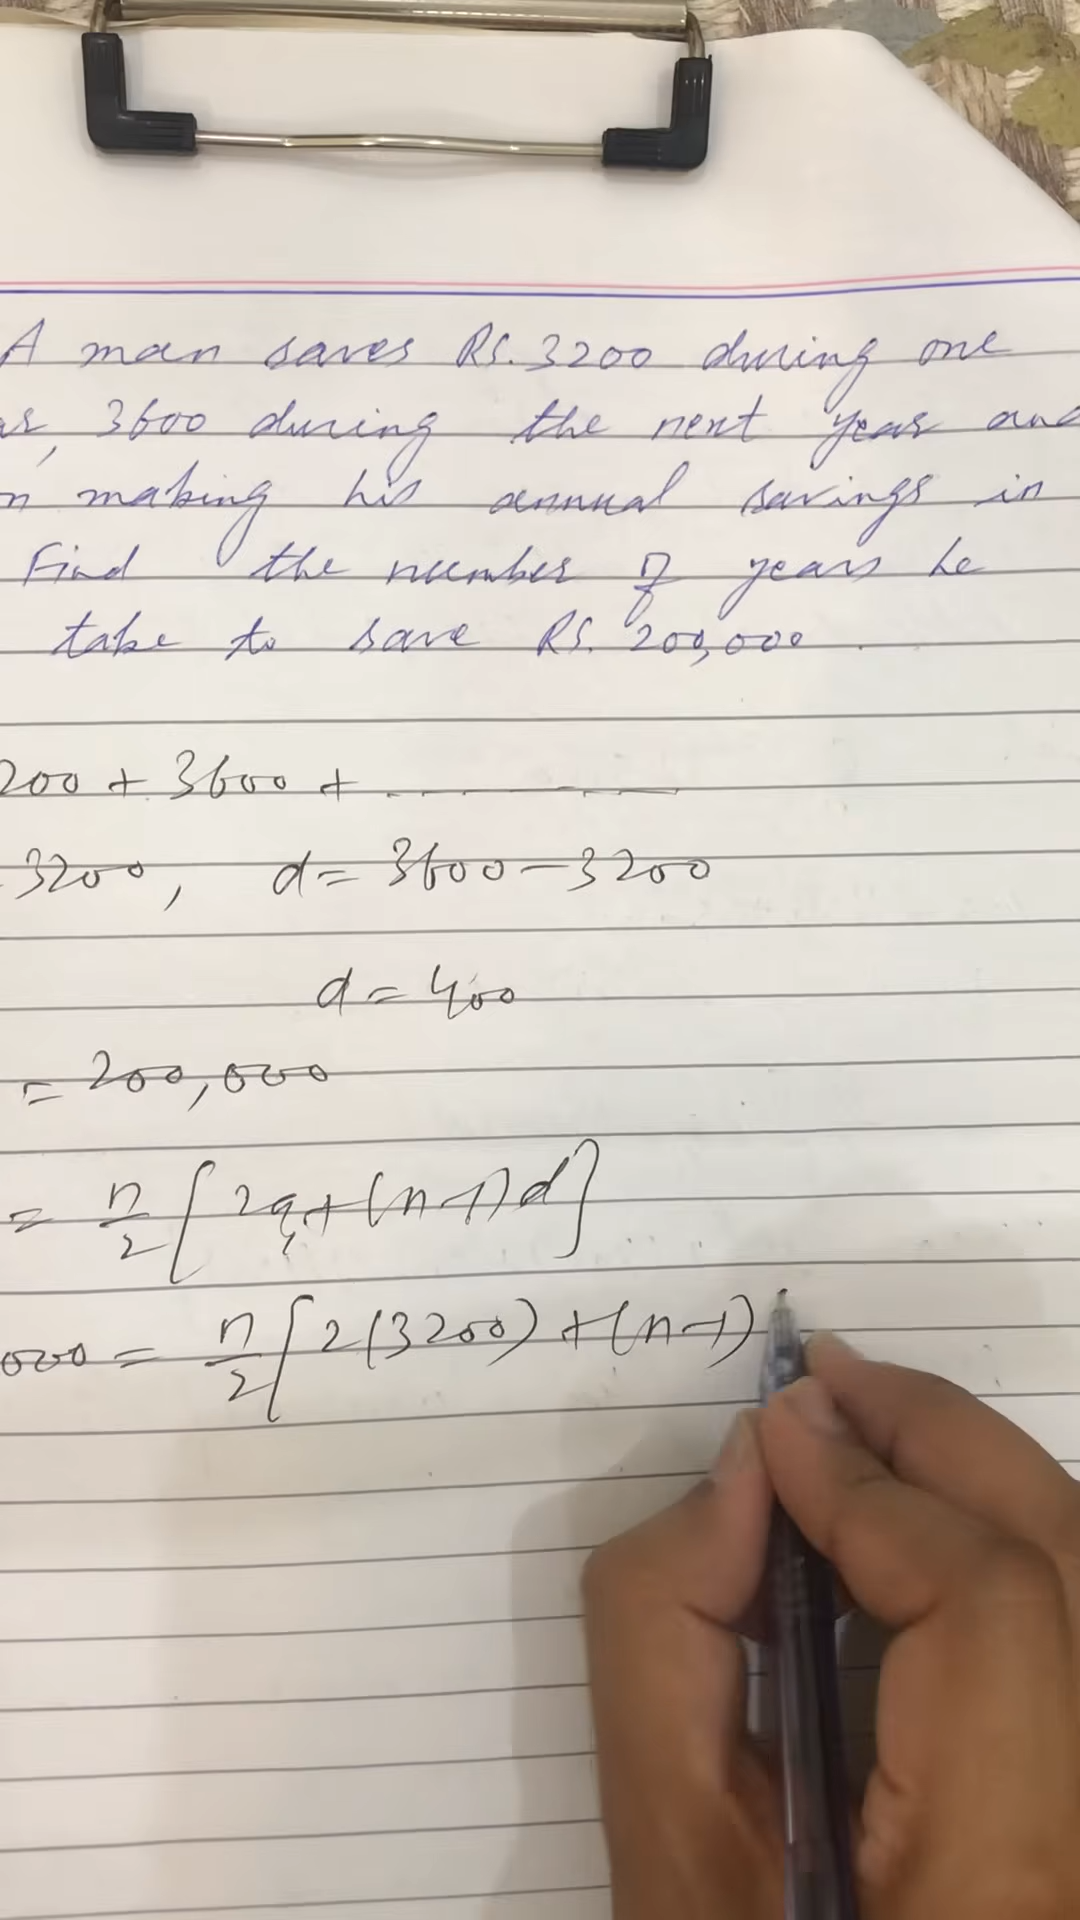 A man saves Rs. 3200 during one
3600 during the next year and
making his annual savings in
Find the number of years he
take to save Rs. 200,000.
200 + 3600 + ..........
3200, d = 3600 - 3200
d = 400
= 200,000
= n/2 [2a₁ + (n-1)d]
000 = n/2 [2(3200) + (n-1)